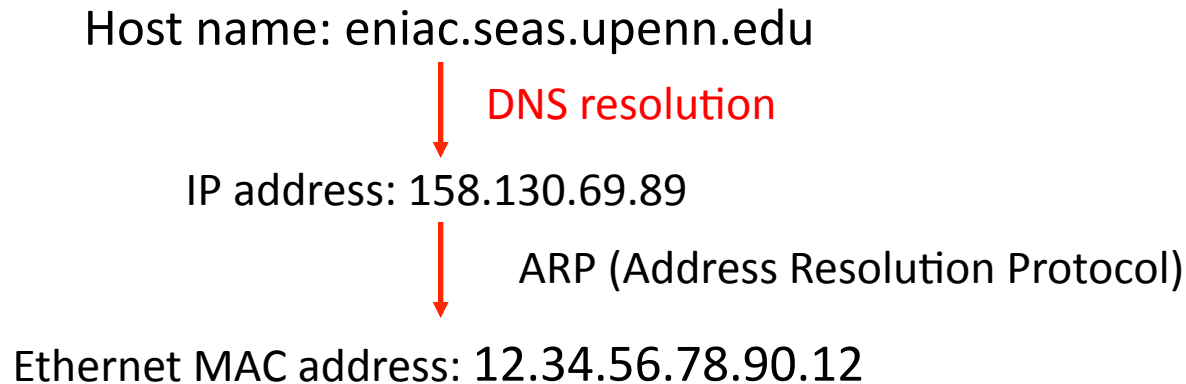 Host name: eniac.seas.upenn.edu
DNS resolution
IP address: 158.130.69.89
ARP (Address Resolution Protocol)
Ethernet MAC address: 12.34.56.78.90.12